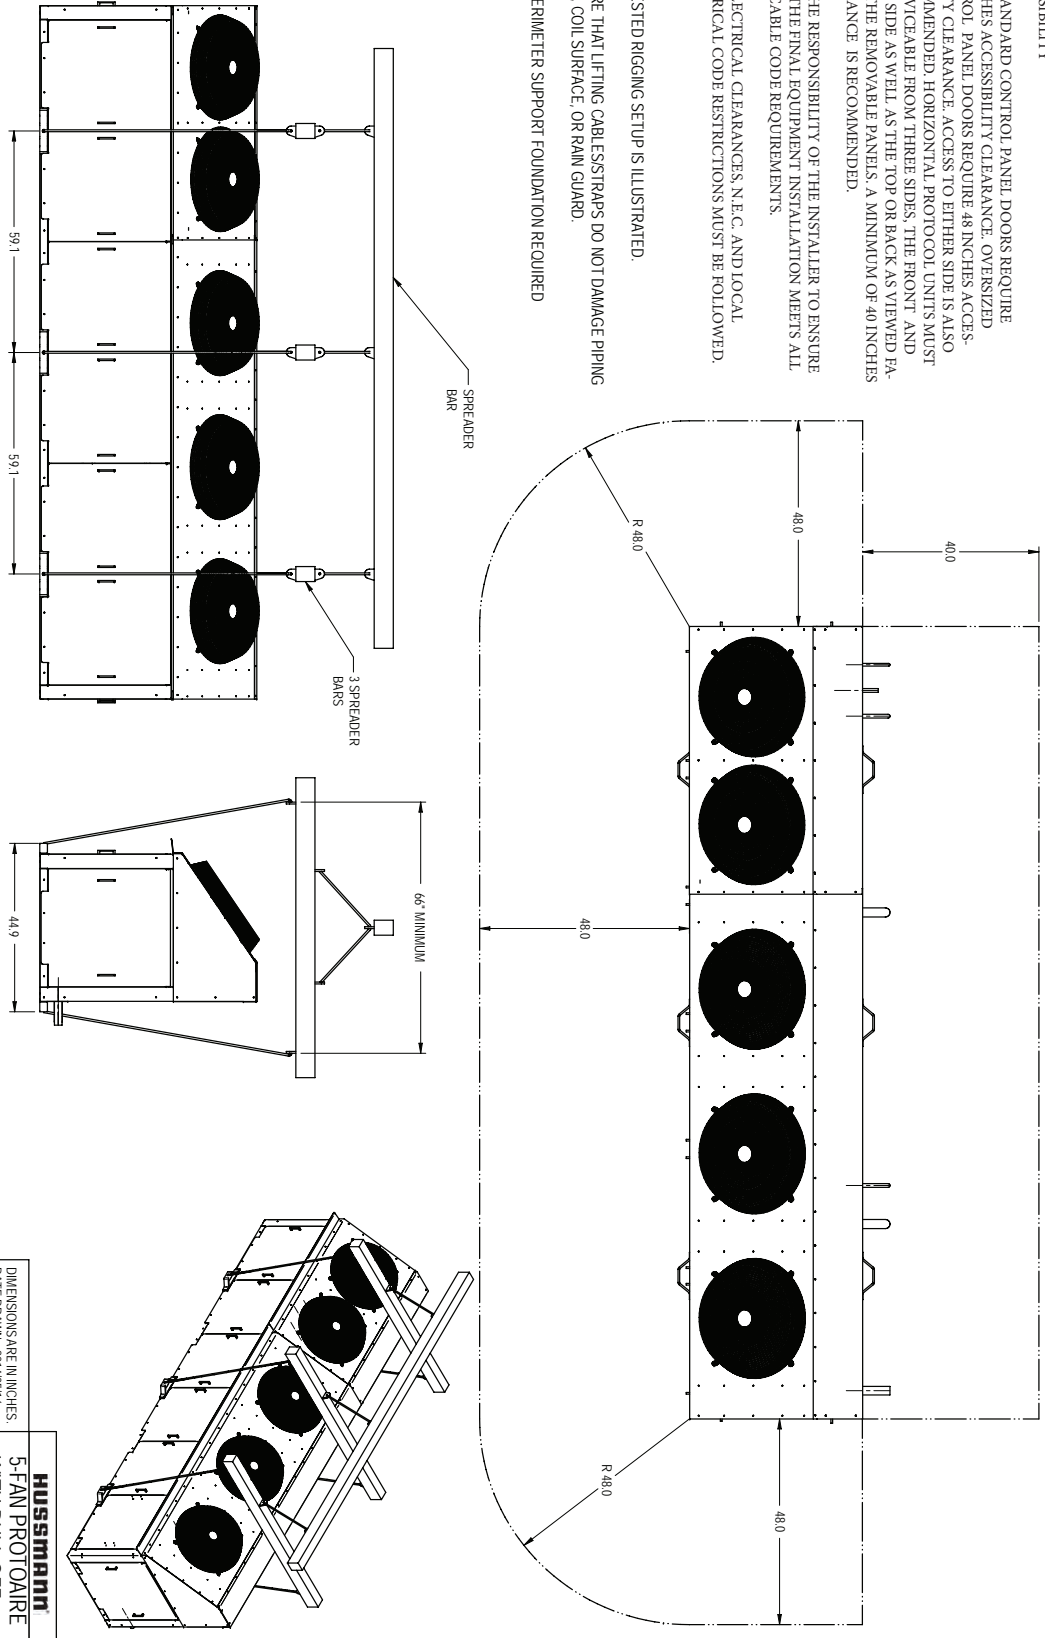 SIBILITY
ANDARD CONTROL PANEL DOORS REQUIRE
HES ACCESSIBILITY CLEARANCE. OVERSIZED
ROL PANEL DOORS REQUIRE 48 INCHES ACCES-
Y CLEARANCE. ACCESS TO EITHER SIDE IS ALSO
MMENDED. HORIZONTAL PROTOCOL UNITS MUST
VICEABLE FROM THREE SIDES, THE FRONT AND
SIDE AS WELL AS THE TOP OR BACK AS VIEWED FA-
THE REMOVABLE PANELS. A MINIMUM OF 40 INCHES
ANCE IS RECOMMENDED.
HE RESPONSIBILITY OF THE INSTALLER TO ENSURE
THE FINAL EQUIPMENT INSTALLATION MEETS ALL
CABLE CODE REQUIREMENTS.
LECTRICAL CLEARANCES, N.E.C. AND LOCAL
RICAL CODE RESTRICTIONS MUST BE FOLLOWED.
ESTED RIGGING SETUP IS ILLUSTRATED.
RE THAT LIFTING CABLES/STRAPS DO NOT DAMAGE PIPING
, COIL SURFACE, OR RAIN GUARD.
ERIMETER SUPPORT FOUNDATION REQUIRED
40.0
48.0
R 48.0
48.0
R 48.0
48.0
SPREADER
BAR
3 SPREADER
BARS
59.1
59.1
66" MINIMUM
44.9
DIMENSIONS ARE IN INCHES.
HUSSMANN®
5-FAN PROTOAIRE